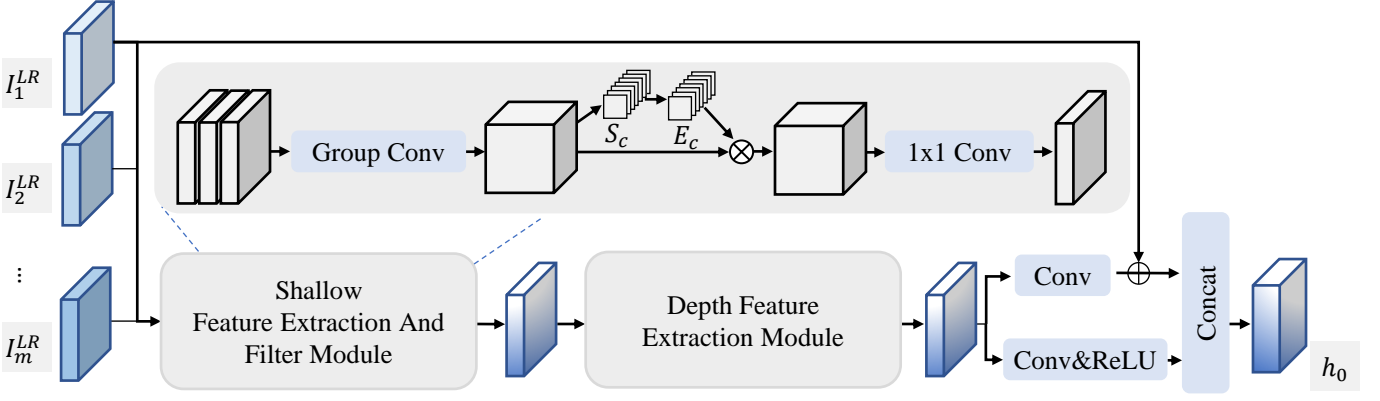 I_1^{LR}
I_2^{LR}
...
I_m^{LR}
Group Conv
S_c
E_c
1x1 Conv
Shallow
Feature Extraction And
Filter Module
Depth Feature
Extraction Module
Conv
Conv&ReLU
Concat
h_0